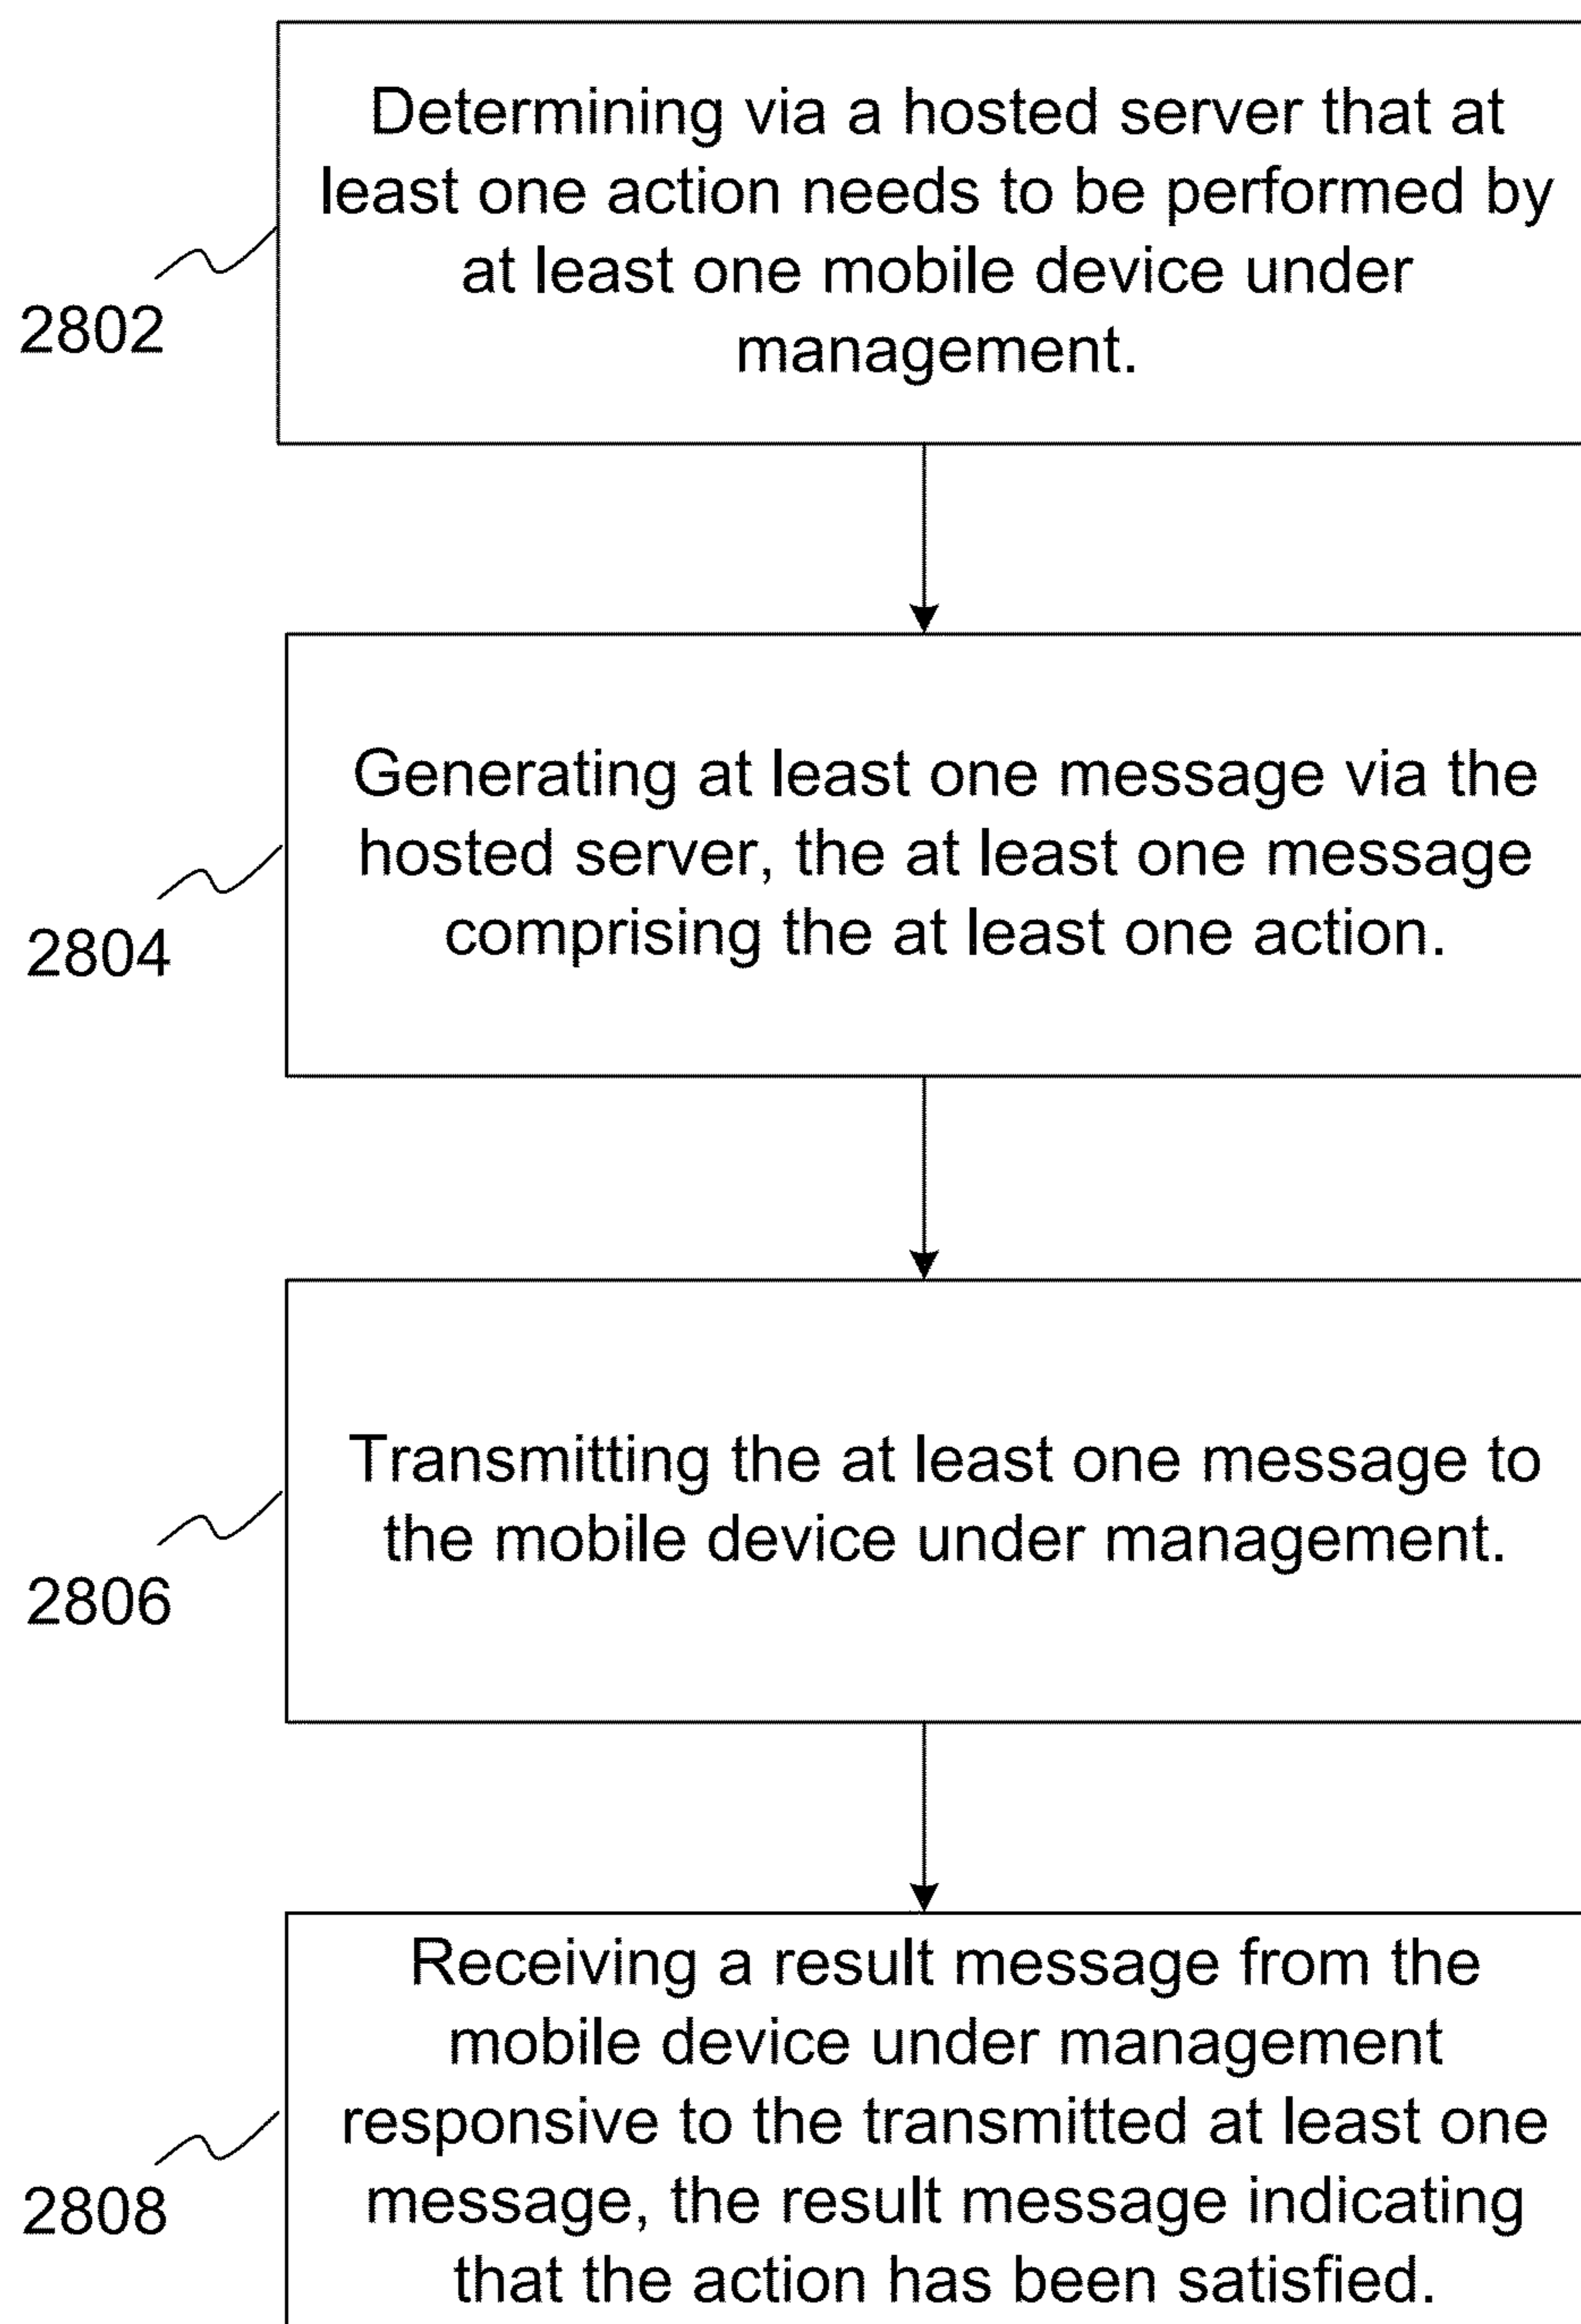 Determining via a hosted server that at
least one action needs to be performed by
at least one mobile device under
management.
2802
Generating at least one message via the
hosted server, the at least one message
comprising the at least one action.
2804
Transmitting the at least one message to
the mobile device under management.
2806
Receiving a result message from the
mobile device under management
responsive to the transmitted at least one
message, the result message indicating
that the action has been satisfied.
2808